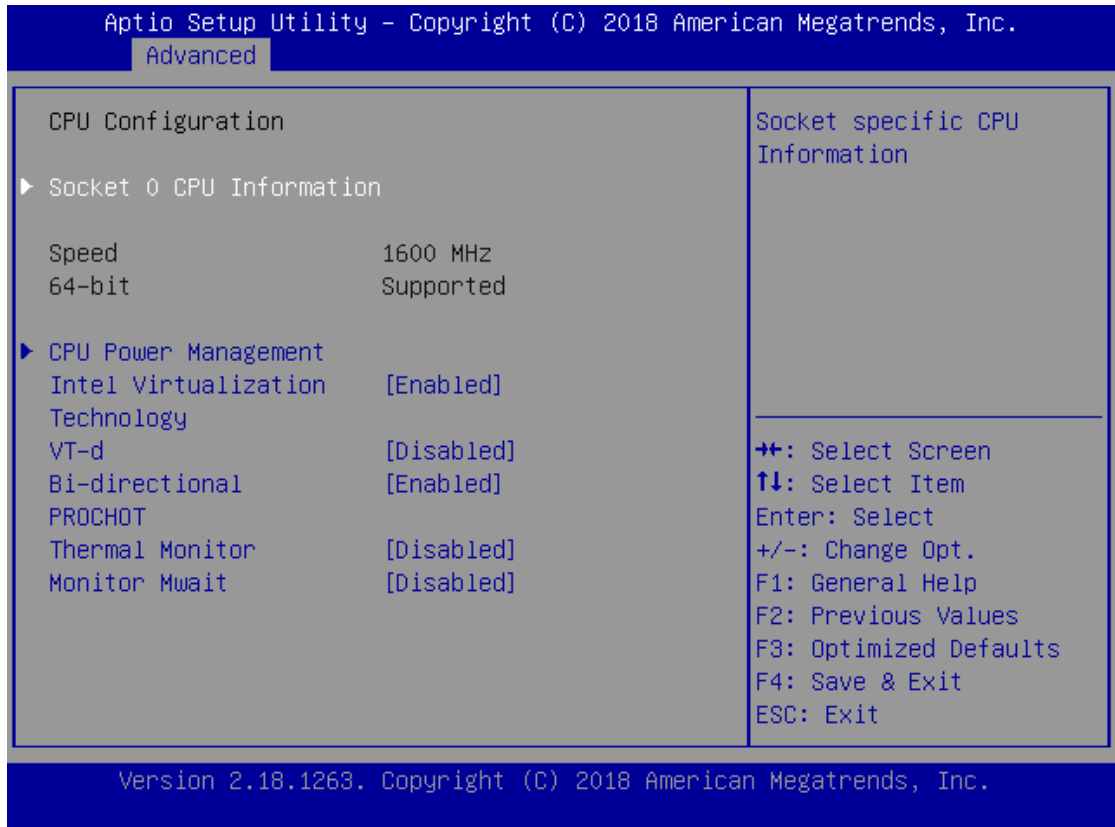 Aptio Setup Utility – Copyright (C) 2018 American Megatrends, Inc.
Advanced
CPU Configuration
▶ Socket 0 CPU Information
Speed 1600 MHz
64-bit Supported
▶ CPU Power Management
Intel Virtualization [Enabled]
Technology
VT-d [Disabled]
Bi-directional [Enabled]
PROCHOT
Thermal Monitor [Disabled]
Monitor Mwait [Disabled]
Socket specific CPU
Information
→←: Select Screen
↑↓: Select Item
Enter: Select
+/-: Change Opt.
F1: General Help
F2: Previous Values
F3: Optimized Defaults
F4: Save & Exit
ESC: Exit
Version 2.18.1263. Copyright (C) 2018 American Megatrends, Inc.